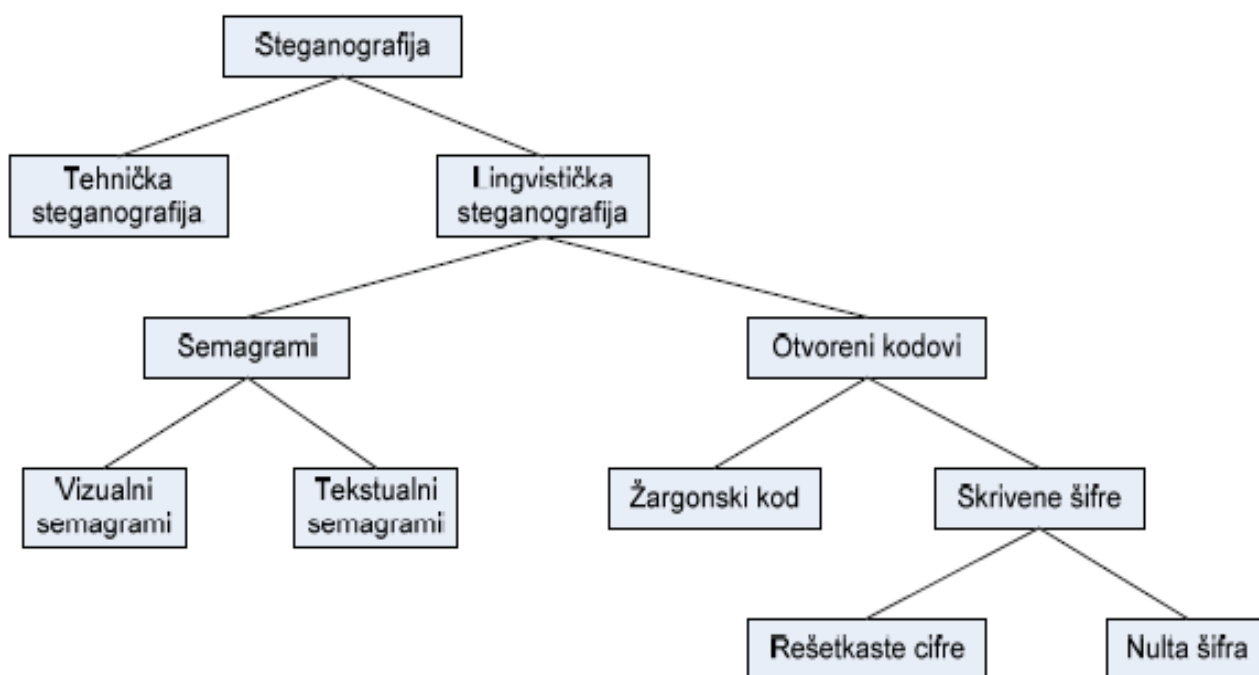 Steganografija
Tehnička
steganografija
Lingvistička
steganografija
Semagrami
Otvoreni kodovi
Vizualni
semagrami
Tekstualni
semagrami
Žargonski kod
Skrivene šifre
Rešetkaste cifre
Nulta šifra